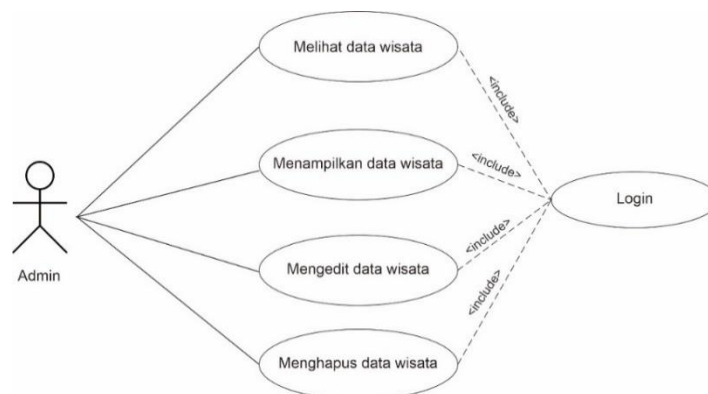 Melihat data wisata
<include>
Menampilkan data wisata
<include>
Login
Admin
Mengedit data wisata
<include>
<include>
Menghapus data wisata